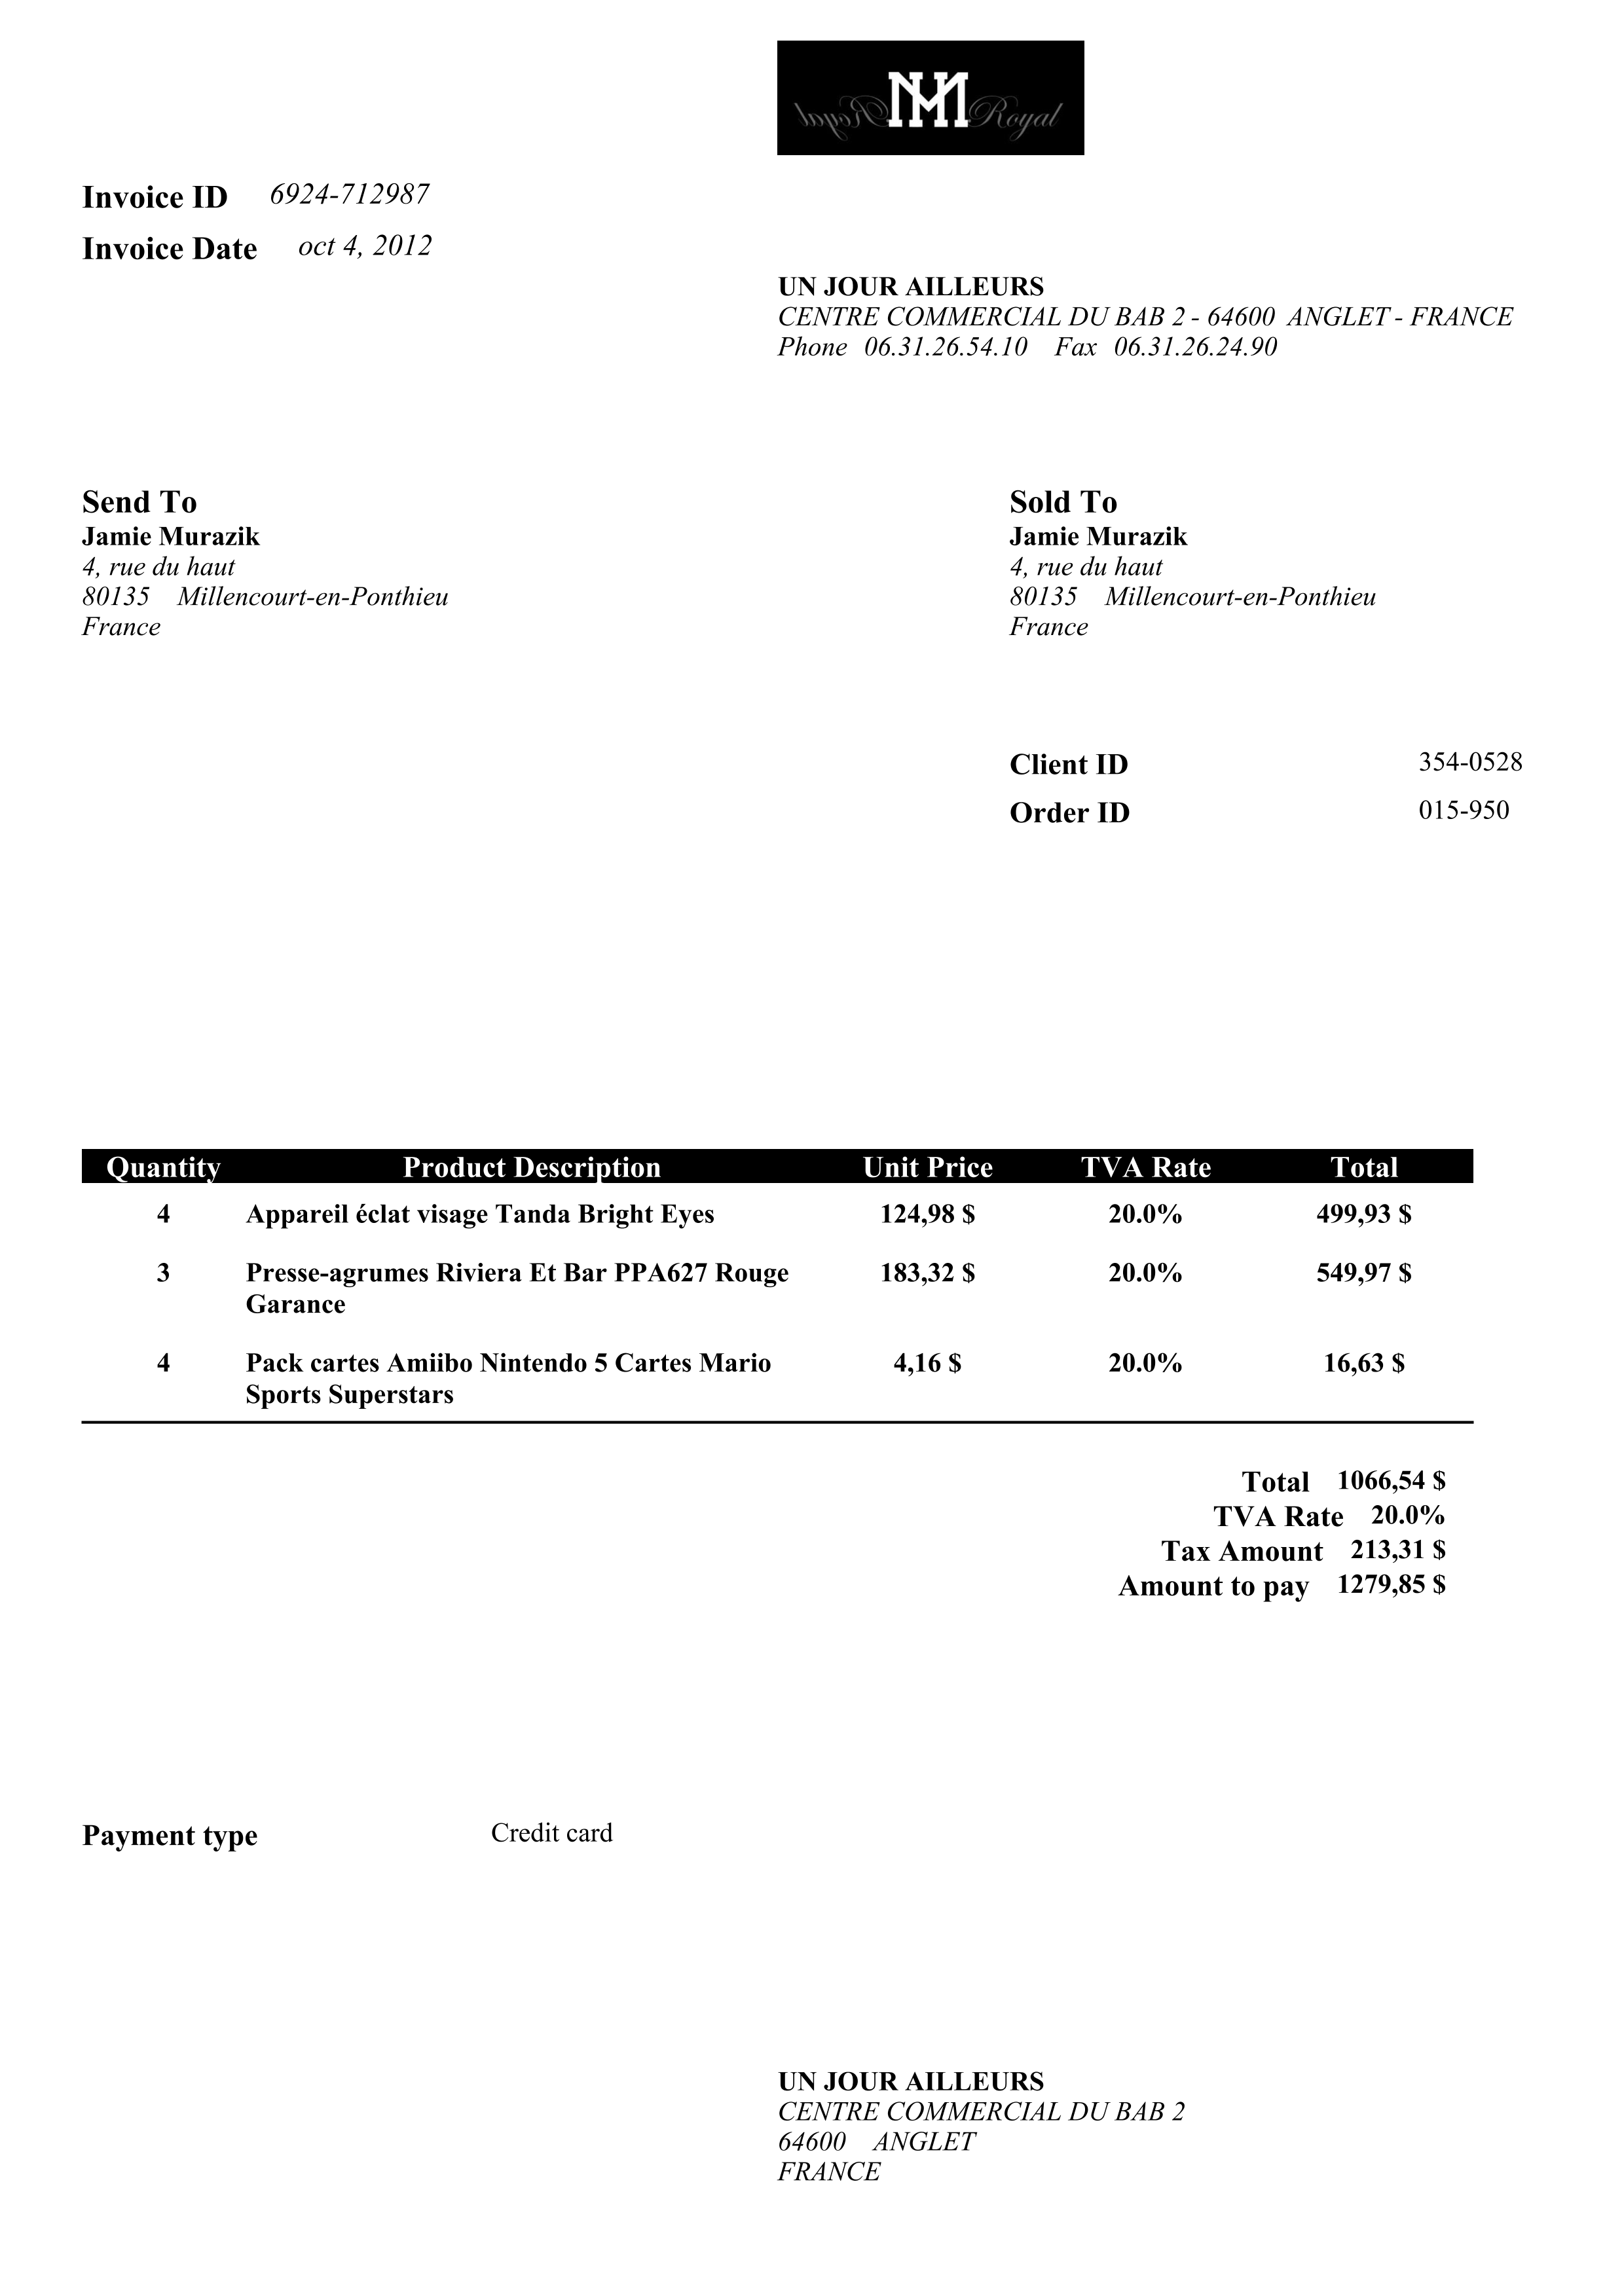 HM Royal
Invoice ID 6924-712987
Invoice Date oct 4, 2012
UN JOUR AILLEURS
CENTRE COMMERCIAL DU BAB 2 - 64600 ANGLET - FRANCE
Phone 06.31.26.54.10 Fax 06.31.26.24.90
Send To
Jamie Murazik
4, rue du haut
80135 Millencourt-en-Ponthieu
France
Sold To
Jamie Murazik
4, rue du haut
80135 Millencourt-en-Ponthieu
France
Client ID 354-0528
Order ID 015-950
Quantity Product Description Unit Price TVA Rate Total
4 Appareil éclat visage Tanda Bright Eyes 124,98 $ 20.0% 499,93 $
3 Presse-agrumes Riviera Et Bar PPA627 Rouge 183,32 $ 20.0% 549,97 $
Garance
4 Pack cartes Amiibo Nintendo 5 Cartes Mario 4,16 $ 20.0% 16,63 $
Sports Superstars
Total 1066,54 $
TVA Rate 20.0%
Tax Amount 213,31 $
Amount to pay 1279,85 $
Payment type Credit card
UN JOUR AILLEURS
CENTRE COMMERCIAL DU BAB 2
64600 ANGLET
FRANCE